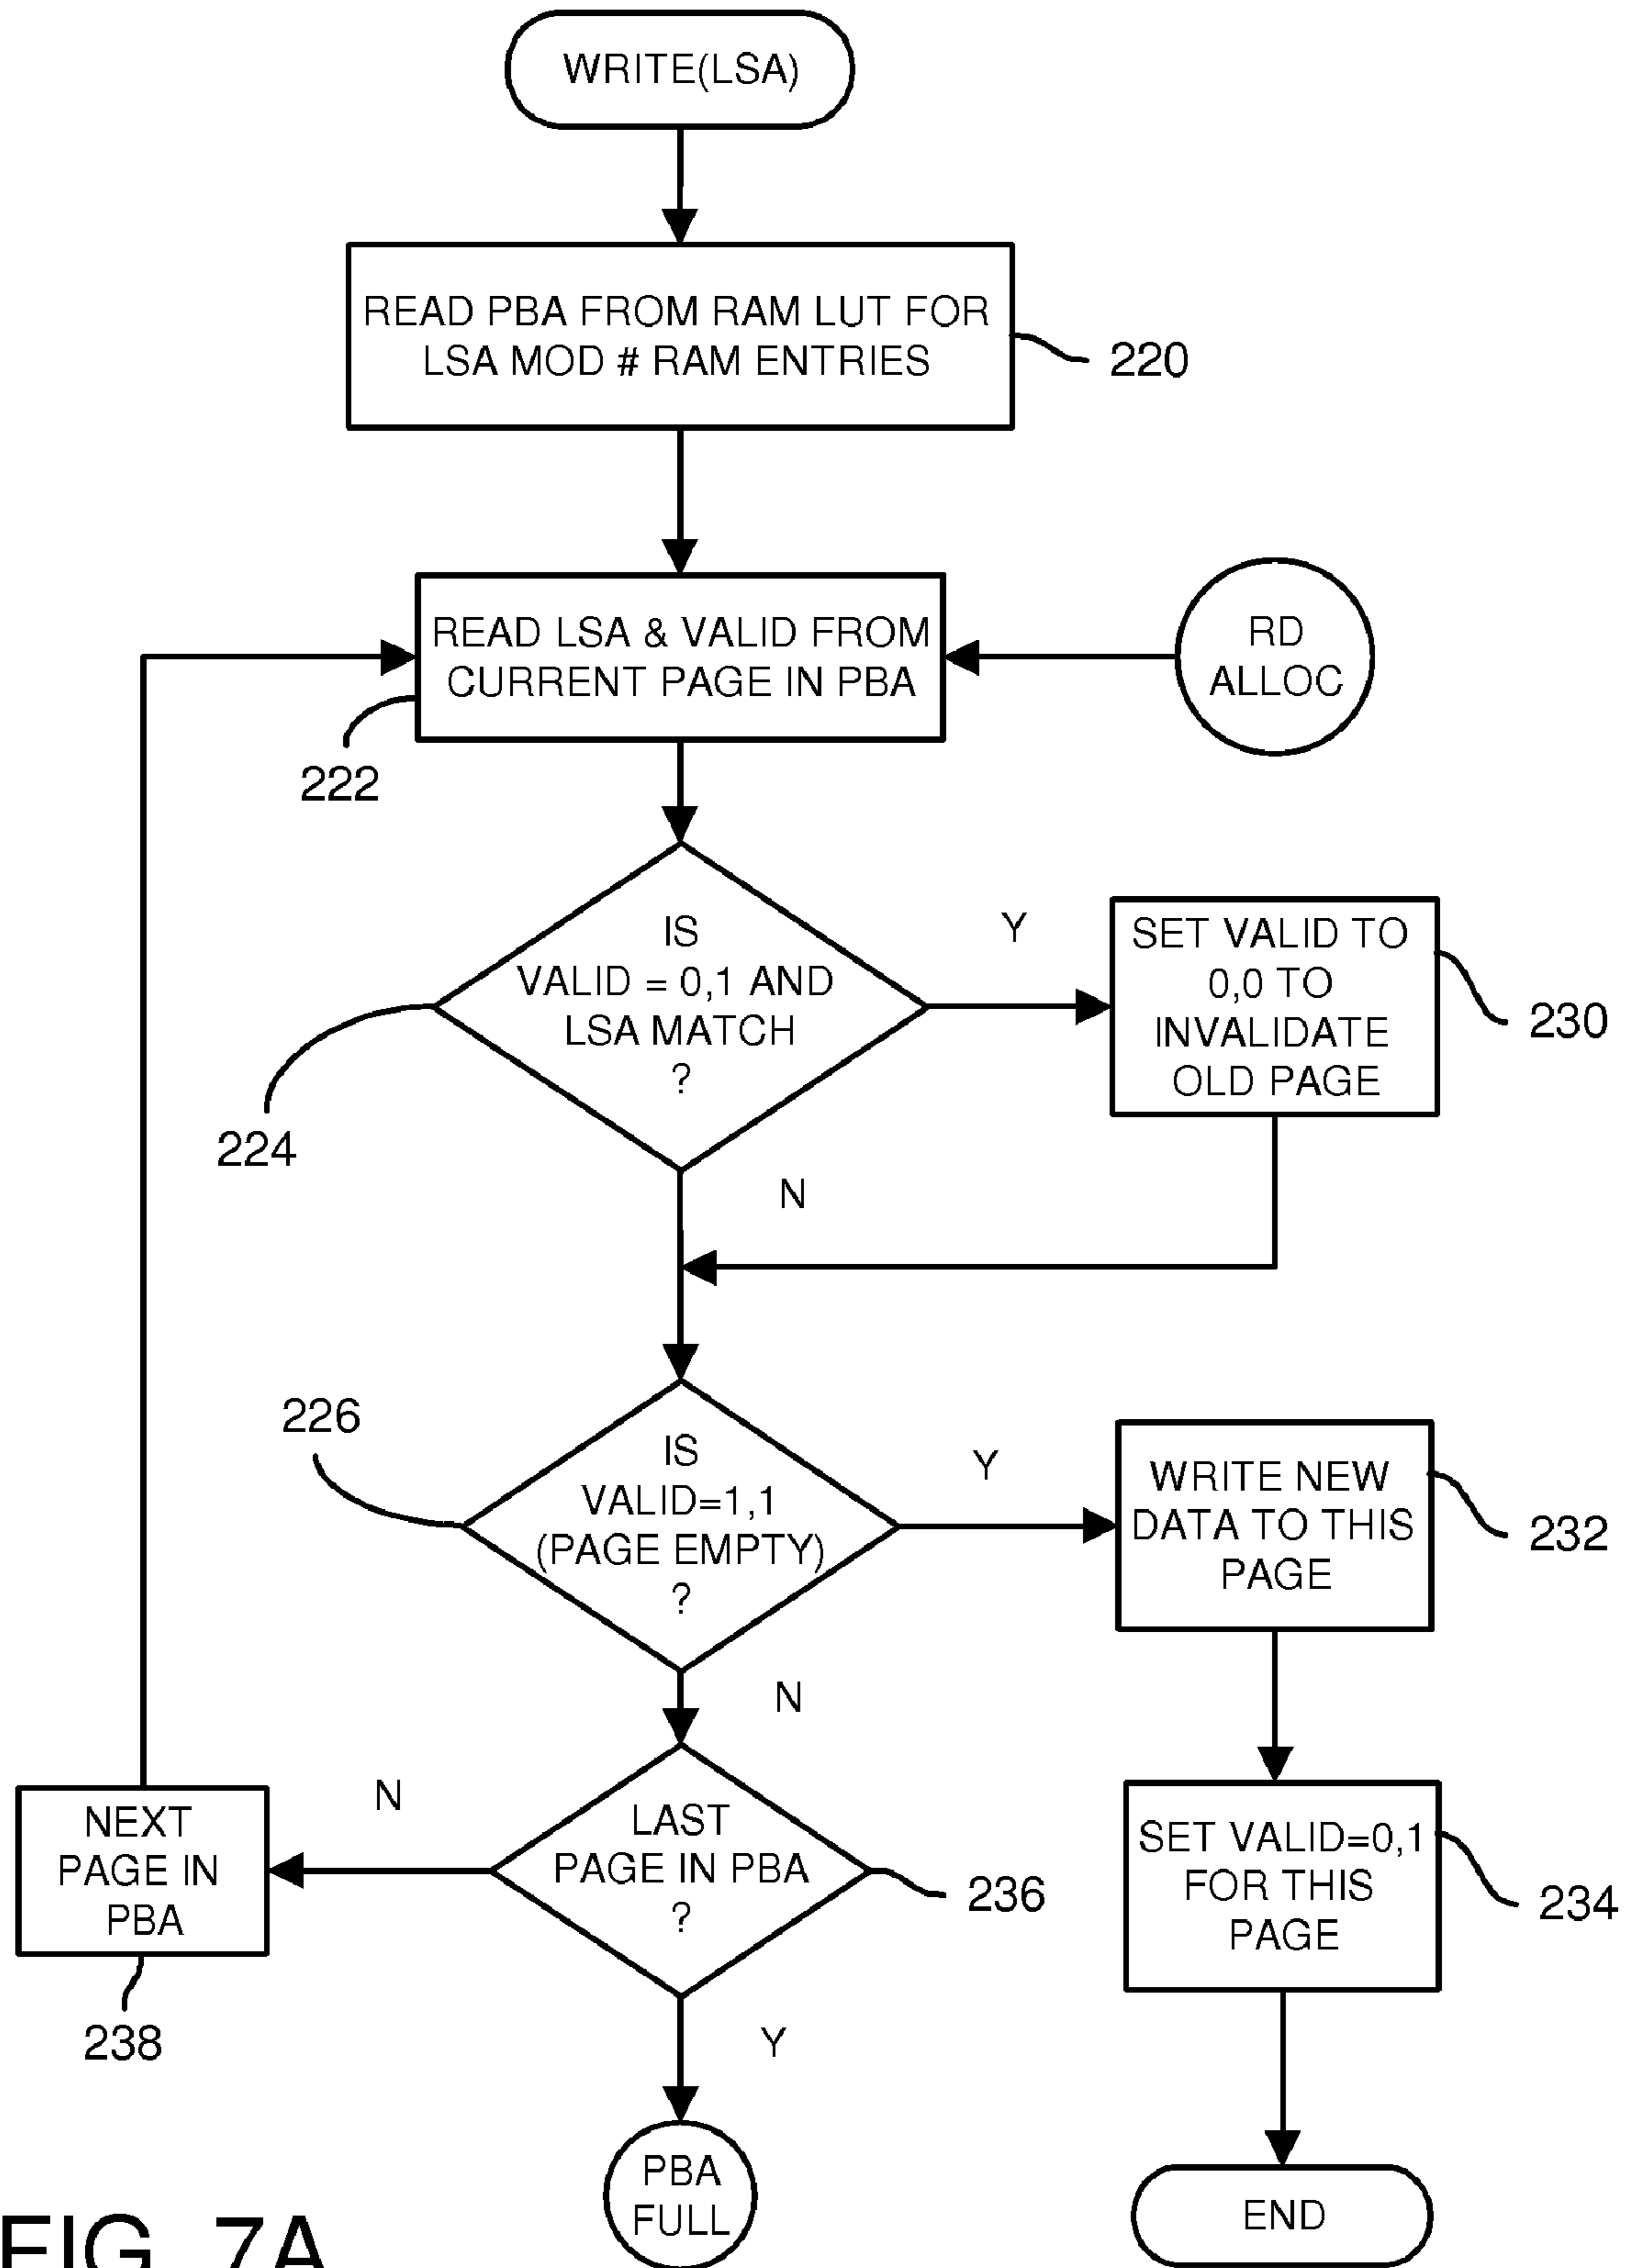 WRITE(LSA)
READ PBA FROM RAM LUT FOR
LSA MOD # RAM ENTRIES
220
READ LSA & VALID FROM
CURRENT PAGE IN PBA
222
RD
ALLOC
IS
VALID = 0,1 AND
LSA MATCH
?
224
Y
SET VALID TO
0,0 TO
INVALIDATE
OLD PAGE
230
N
226
IS
VALID=1,1
(PAGE EMPTY)
?
Y
WRITE NEW
DATA TO THIS
PAGE
232
N
NEXT
PAGE IN
PBA
238
N
LAST
PAGE IN PBA
?
236
SET VALID=0,1
FOR THIS
PAGE
234
Y
PBA
FULL
END
FIG. 7A